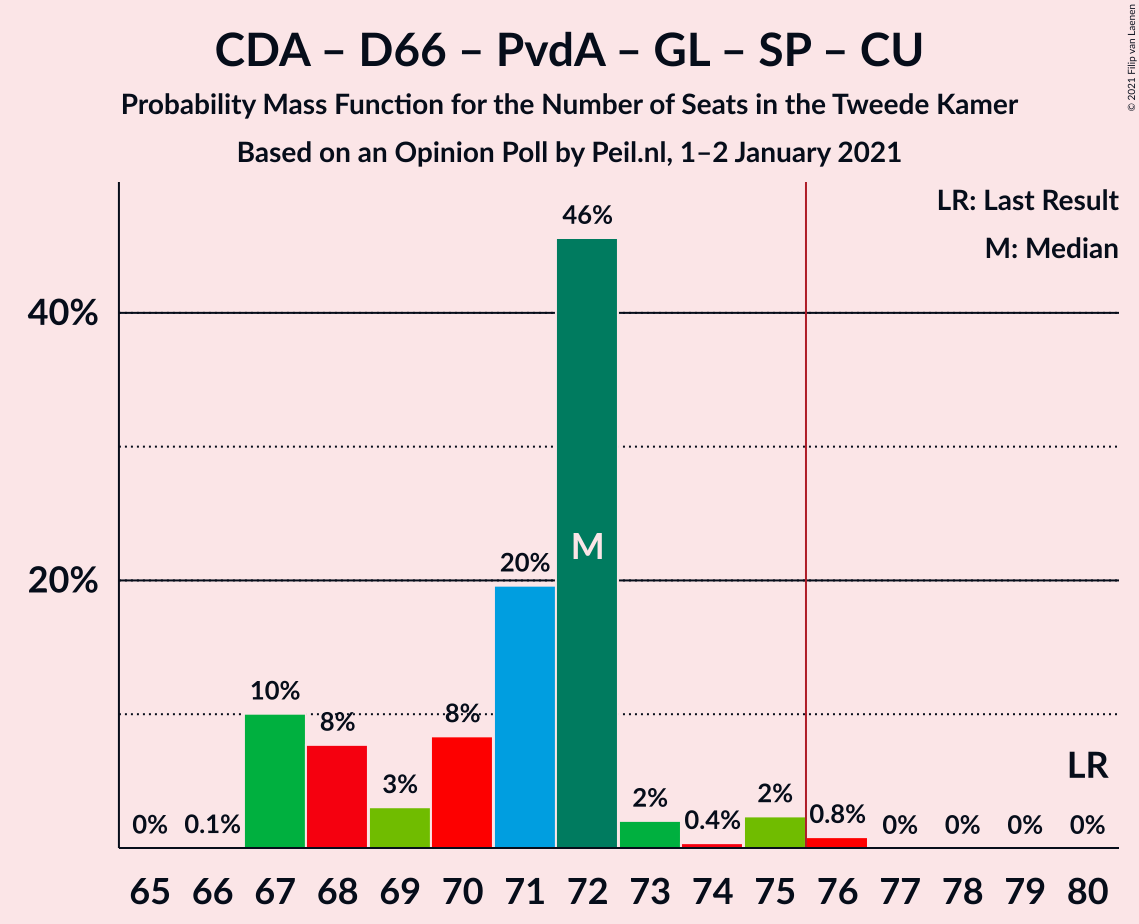 CDA – D66 – PvdA – GL – SP – CU
Probability Mass Function for the Number of Seats in the Tweede Kamer
Based on an Opinion Poll by Peil.nl, 1–2 January 2021
© 2021 Filip van Laenen
LR: Last Result
M: Median
40%
20%
0%
0.1%
10%
8%
3%
8%
20%
46%
M
2%
0.4%
2%
0.8%
0%
0%
0%
0%
LR
65 66 67 68 69 70 71 72 73 74 75 76 77 78 79 80